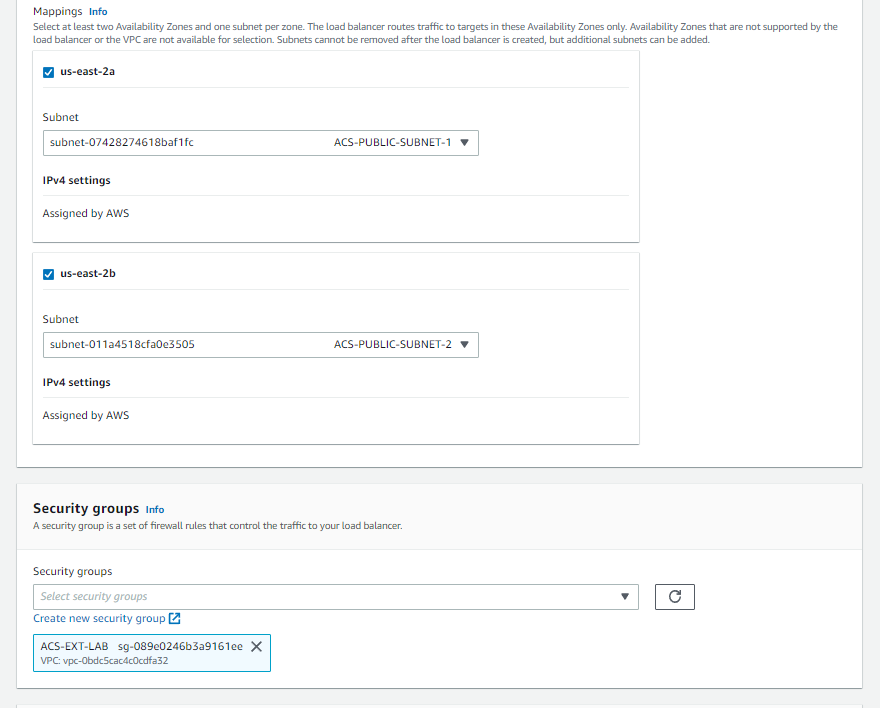 Mappings Info
Select at least two Availability Zones and one subnet per zone. The load balancer routes traffic to targets in these Availability Zones only. Availability Zones that are not supported by the
load balancer or the VPC are not available for selection. Subnets cannot be removed after the load balancer is created, but additional subnets can be added.
us-east-2a
Subnet
subnet-07428274618baf1fc ACS-PUBLIC-SUBNET-1
IPv4 settings
Assigned by AWS
us-east-2b
Subnet
subnet-011a4518cfa0e3505 ACS-PUBLIC-SUBNET-2
IPv4 settings
Assigned by AWS
Security groups Info
A security group is a set of firewall rules that control the traffic to your load balancer.
Security groups
Select security groups
Create new security group
ACS-EXT-LAB sg-089e0246b3a9161ee
VPC: vpc-0bdc5cac4c0cdfa32